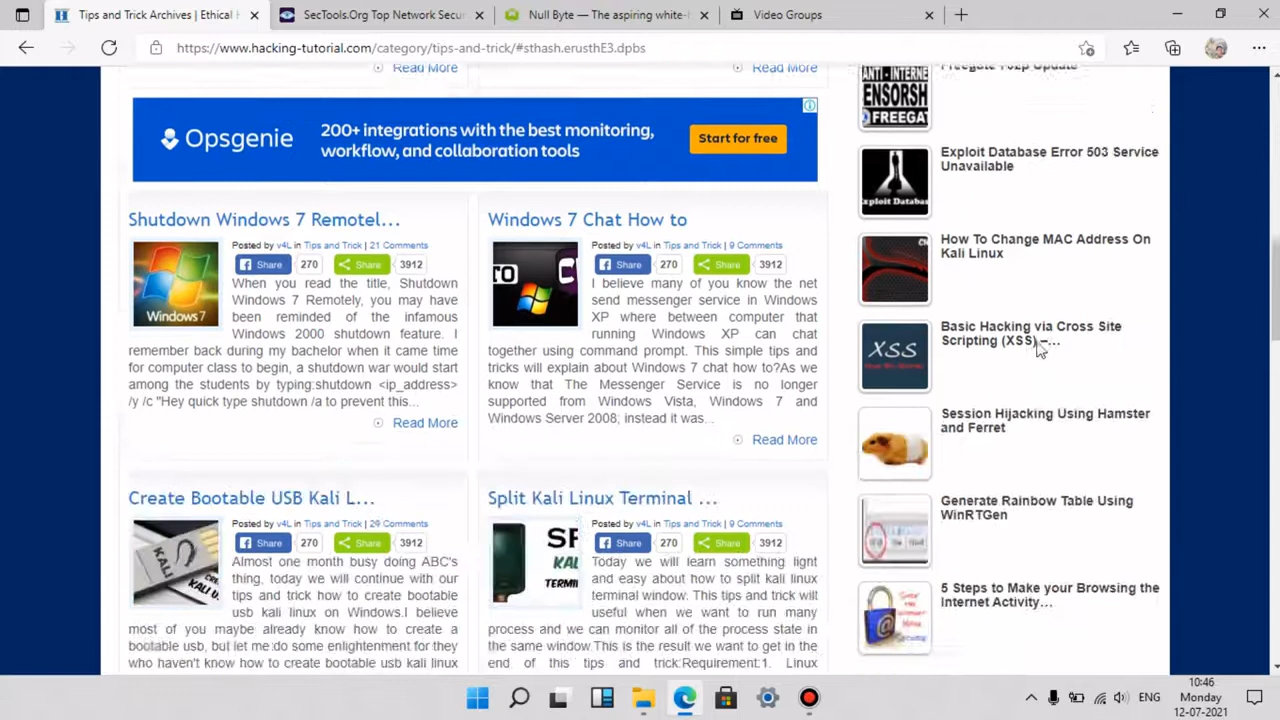 Tips and Trick Archives | Ethical
SecTools.Org Top Network Secur
Null Byte — The aspiring white-
Video Groups
https://www.hacking-tutorial.com/category/tips-and-trick/#sthash.erusthE3.dpbs
Read More
Read More
Opsgenie
200+ integrations with the best monitoring,
workflow, and collaboration tools
Start for free
Shutdown Windows 7 Remotel...
Posted by v4L in Tips and Trick | 21 Comments
Share 270 Share 3912
Windows 7
When you read the title, Shutdown
Windows 7 Remotely, you may have
been reminded of the infamous
Windows 2000 shutdown feature. I
remember back during my bachelor when it came time
for computer class to begin, a shutdown war would start
among the students by typing:shutdown <ip_address>
/y /c "Hey quick type shutdown /a to prevent this...
Read More
Windows 7 Chat How to
Posted by v4L in Tips and Trick | 9 Comments
Share 270 Share 3912
I believe many of you know the net
send messenger service in Windows
XP where between computer that
running Windows XP can chat
together using command prompt. This simple tips and
tricks will explain about Windows 7 chat how to?As we
know that The Messenger Service is no longer
supported from Windows Vista, Windows 7 and
Windows Server 2008; instead it was...
Read More
Create Bootable USB Kali L...
Posted by v4L in Tips and Trick | 29 Comments
Share 270 Share 3912
Almost one month busy doing ABC's
thing, today we will continue with our
tips and trick how to create bootable
usb kali linux on Windows.I believe
most of you maybe already know how to create a
bootable usb, but let me do some enlightenment for they
who haven't know how to create bootable usb kali linux
Split Kali Linux Terminal ...
Posted by v4L in Tips and Trick | 9 Comments
Share 270 Share 3912
Today we will learn something light
and easy about how to split kali linux
terminal window. This tips and trick will
useful when we want to run many
process and we can monitor all of the process state in
the same window.This is the result we want to get in the
end of this tips and trick:Requirement:1. Linux
ANTI-INTERNE
ENSORSH
FREEGAT
Exploit Database Error 503 Service
Unavailable
How To Change MAC Address On
Kali Linux
XSS
Basic Hacking via Cross Site
Scripting (XSS) –...
Session Hijacking Using Hamster
and Ferret
Generate Rainbow Table Using
WinRTGen
5 Steps to Make your Browsing the
Internet Activity...
ENG
10:46
Monday
12-07-2021